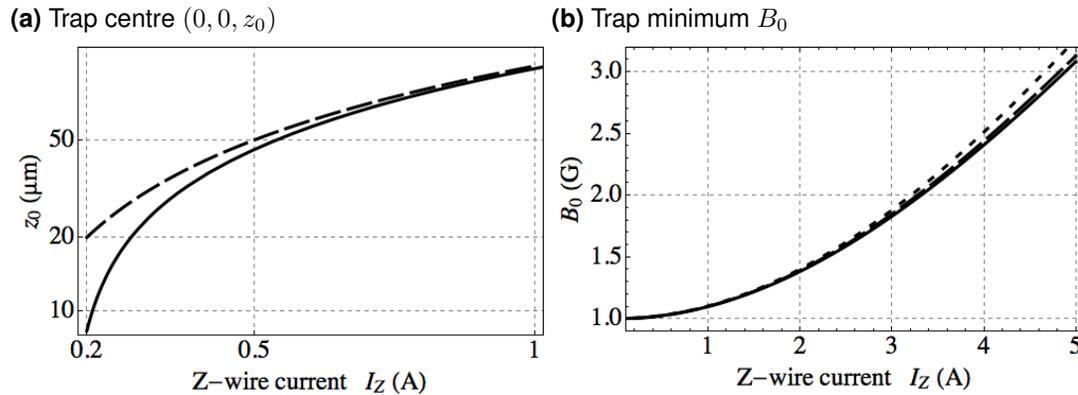 (a) Trap centre (0, 0, z₀)
50
20
10
z₀ (µm)
0.2 0.5 1
Z−wire current I_Z (A)
(b) Trap minimum B₀
3.0
2.5
2.0
1.5
1.0
B₀ (G)
1 2 3 4 5
Z−wire current I_Z (A)